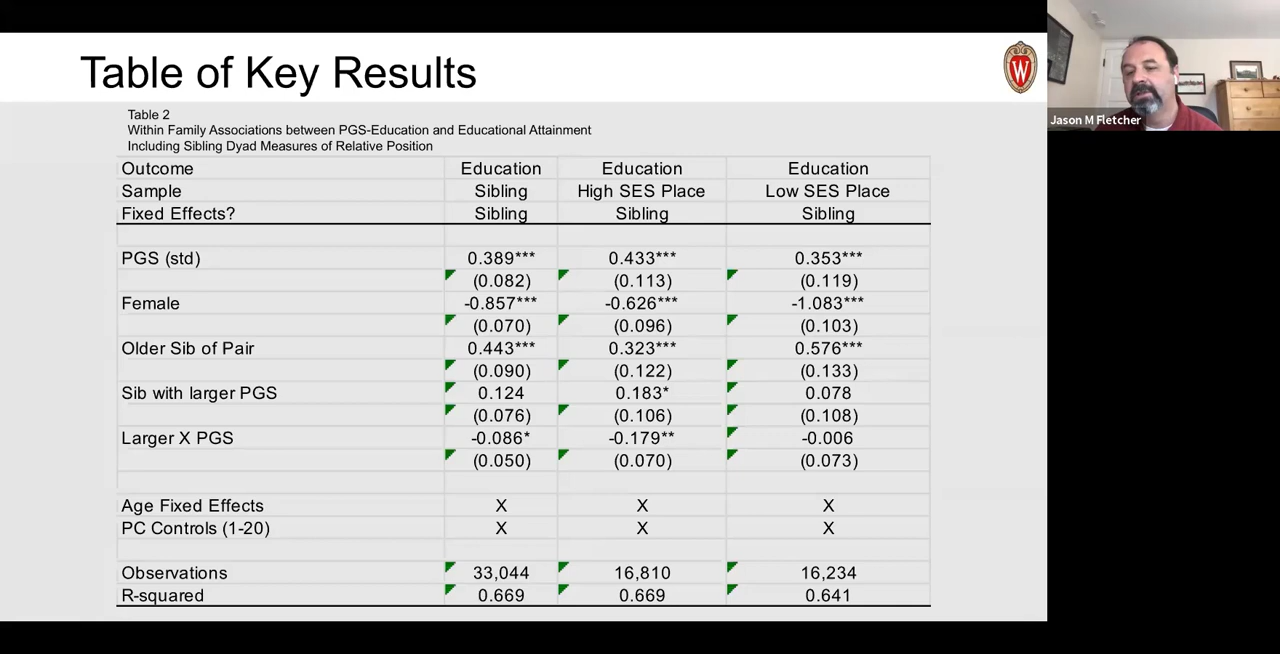 Table of Key Results
W
Jason M Fletcher
Table 2
Within Family Associations between PGS-Education and Educational Attainment
Including Sibling Dyad Measures of Relative Position
Outcome Education Education Education
Sample Sibling High SES Place Low SES Place
Fixed Effects? Sibling Sibling Sibling
PGS (std) 0.389*** 0.433*** 0.353***
(0.082) (0.113) (0.119)
Female -0.857*** -0.626*** -1.083***
(0.070) (0.096) (0.103)
Older Sib of Pair 0.443*** 0.323*** 0.576***
(0.090) (0.122) (0.133)
Sib with larger PGS 0.124 0.183* 0.078
(0.076) (0.106) (0.108)
Larger X PGS -0.086* -0.179** -0.006
(0.050) (0.070) (0.073)
Age Fixed Effects X X X
PC Controls (1-20) X X X
Observations 33,044 16,810 16,234
R-squared 0.669 0.669 0.641